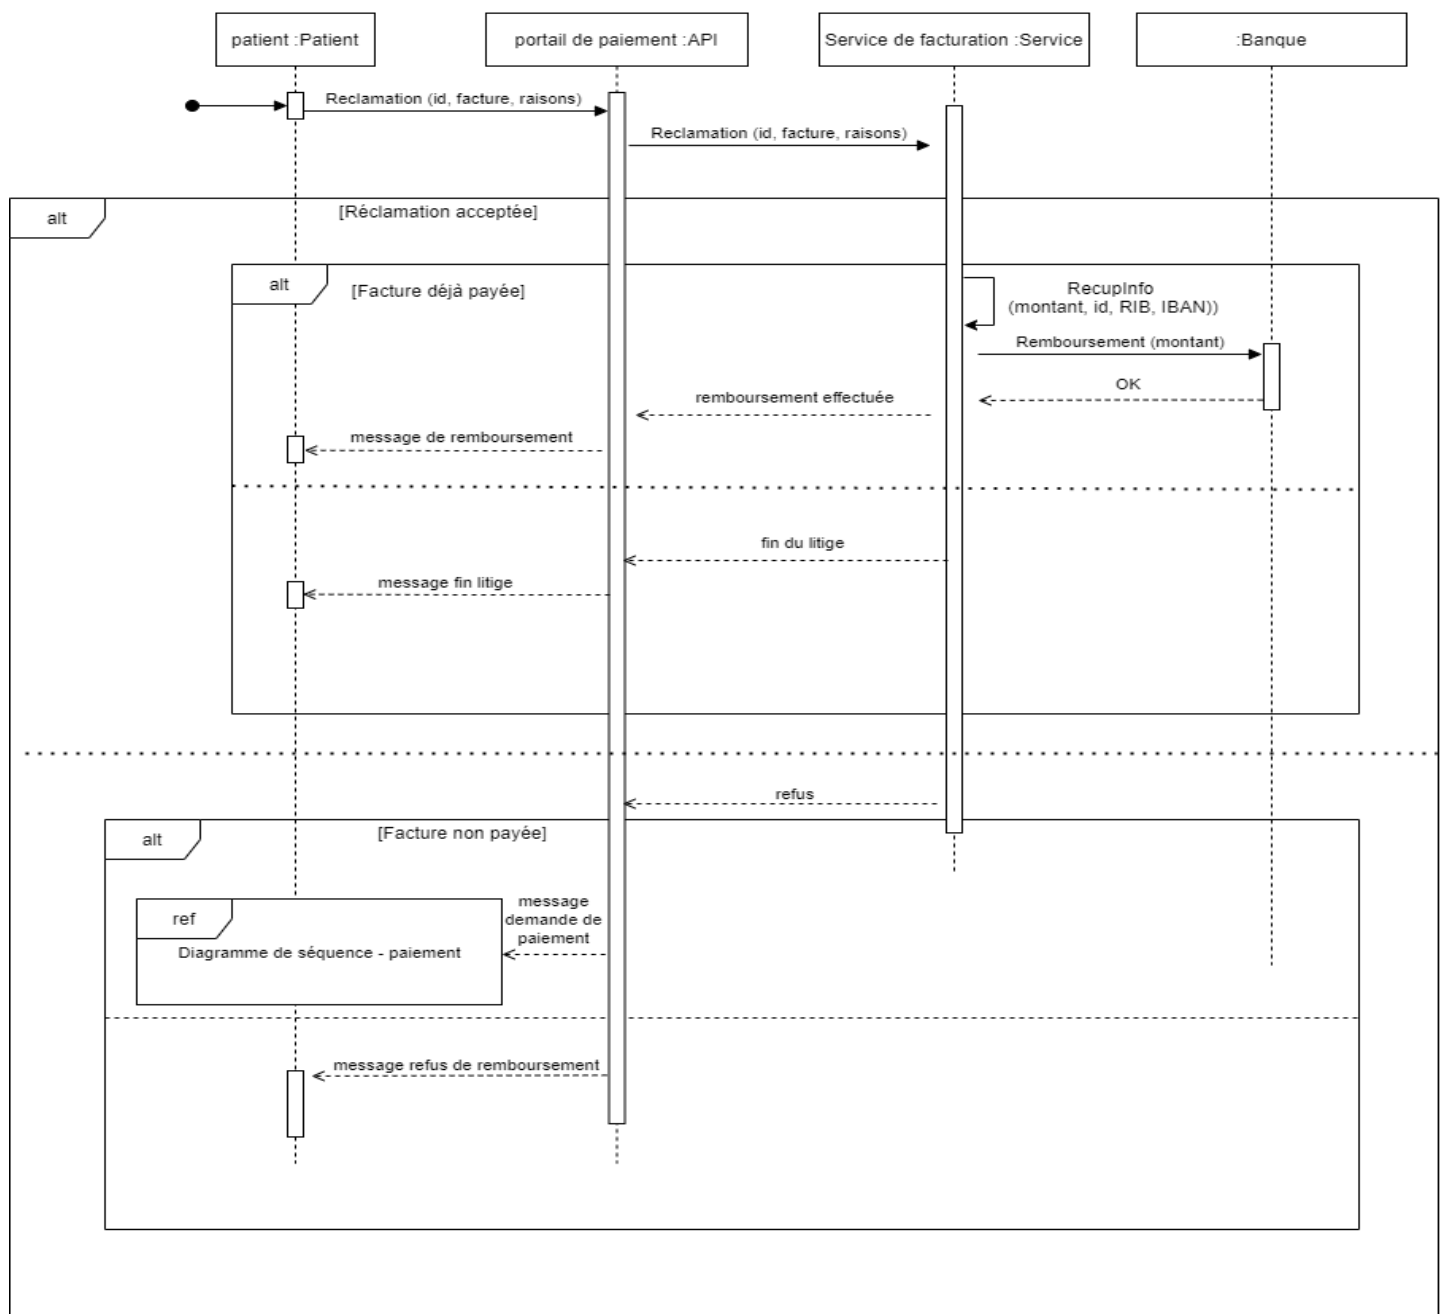 patient :Patient
portail de paiement :API
Service de facturation :Service
:Banque
Reclamation (id, facture, raisons)
Reclamation (id, facture, raisons)
alt
[Réclamation acceptée]
alt
[Facture déjà payée]
RecupInfo
(montant, id, RIB, IBAN))
Remboursement (montant)
OK
remboursement effectuée
message de remboursement
fin du litige
message fin litige
refus
alt
[Facture non payée]
message
demande de
paiement
ref
Diagramme de séquence - paiement
message refus de remboursement